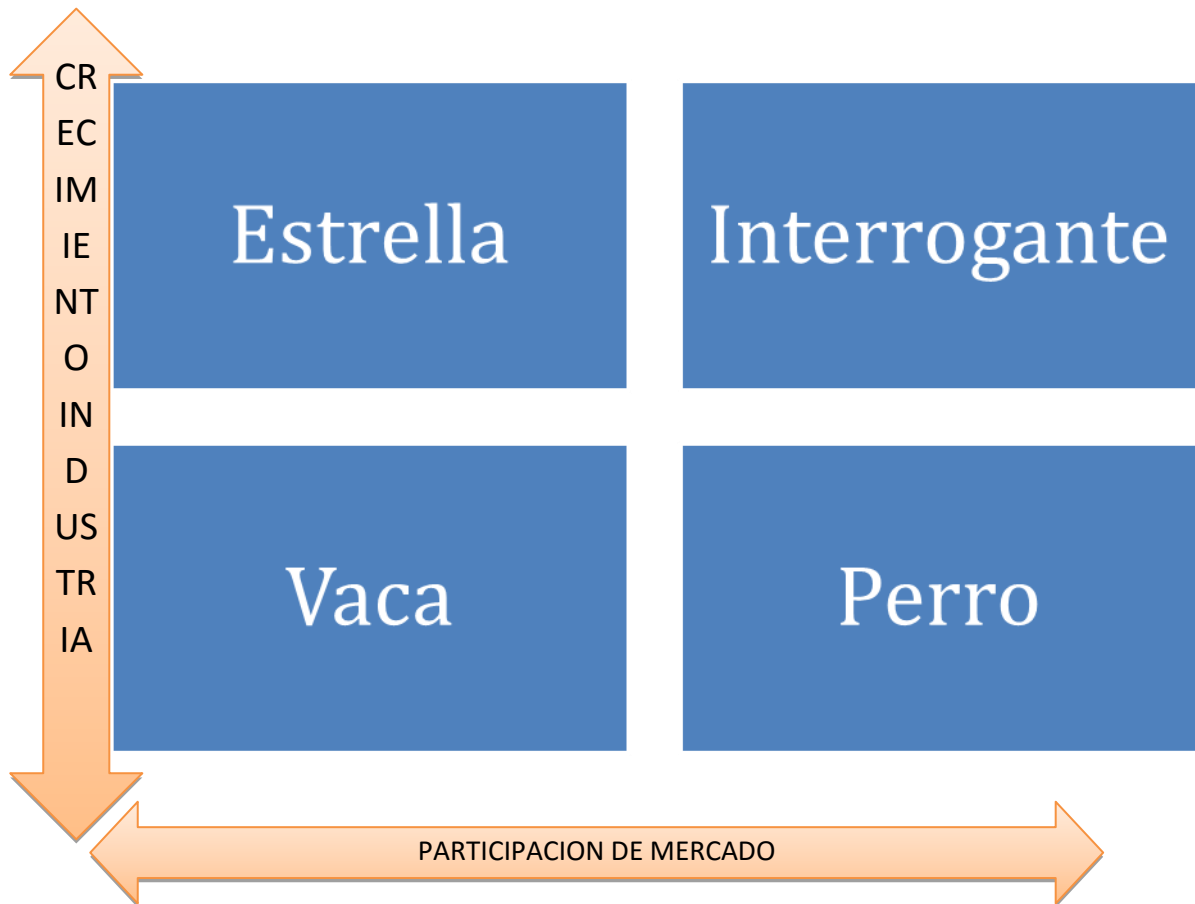 CR
EC
IM
IE
NT
O
IN
D
US
TR
IA
Estrella
Interrogante
Vaca
Perro
PARTICIPACION DE MERCADO